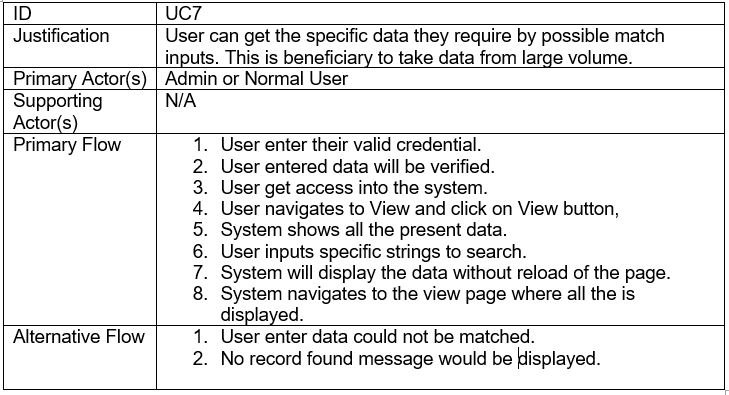 ID UC7
Justification User can get the specific data they require by possible match
inputs. This is beneficiary to take data from large volume.
Primary Actor(s) Admin or Normal User
Supporting N/A
Actor(s)
Primary Flow 1. User enter their valid credential.
2. User entered data will be verified.
3. User get access into the system.
4. User navigates to View and click on View button,
5. System shows all the present data.
6. User inputs specific strings to search.
7. System will display the data without reload of the page.
8. System navigates to the view page where all the is
displayed.
Alternative Flow 1. User enter data could not be matched.
2. No record found message would be displayed.